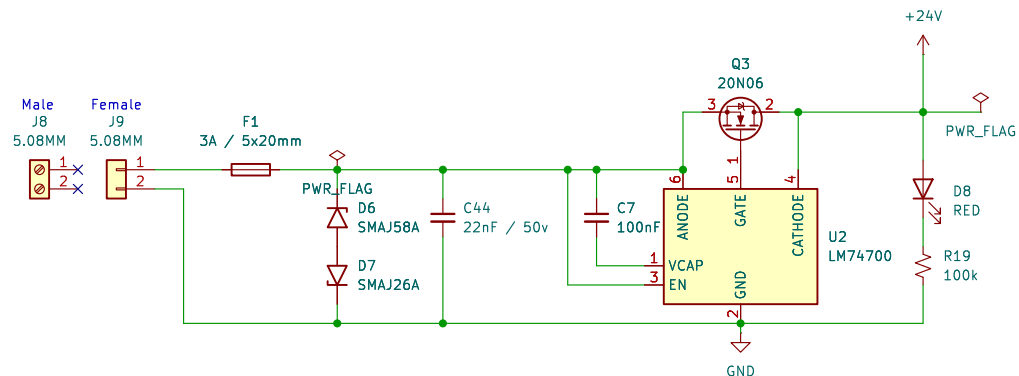 +24V
Q3
20N06
3
2
1
Male
J8
5.08MM
1
2
Female
J9
5.08MM
1
2
F1
3A / 5x20mm
PWR_FLAG
PWR_FLAG
D6
SMAJ58A
D7
SMAJ26A
C44
22nF / 50v
C7
100nF
6
5
4
ANODE
GATE
CATHODE
1
VCAP
3
EN
GND
2
U2
LM74700
D8
RED
R19
100k
GND